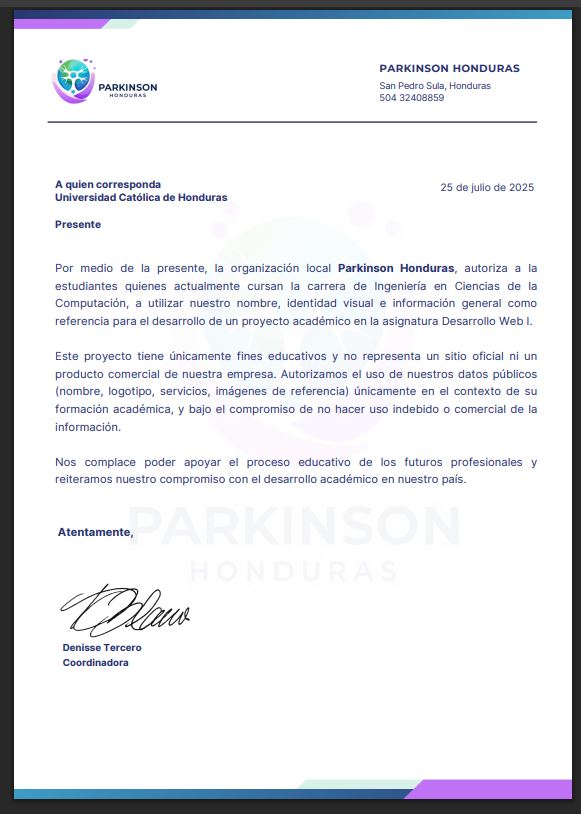 PARKINSON
HONDURAS
PARKINSON HONDURAS
San Pedro Sula, Honduras
504 32408859
A quien corresponda
Universidad Católica de Honduras
25 de julio de 2025
Presente
Por medio de la presente, la organización local Parkinson Honduras, autoriza a la
estudiantes quienes actualmente cursan la carrera de Ingeniería en Ciencias de la
Computación, a utilizar nuestro nombre, identidad visual e información general como
referencia para el desarrollo de un proyecto académico en la asignatura Desarrollo Web I.
Este proyecto tiene únicamente fines educativos y no representa un sitio oficial ni un
producto comercial de nuestra empresa. Autorizamos el uso de nuestros datos públicos
(nombre, logotipo, servicios, imágenes de referencia) únicamente en el contexto de su
formación académica, y bajo el compromiso de no hacer uso indebido o comercial de la
información.
Nos complace poder apoyar el proceso educativo de los futuros profesionales y
reiteramos nuestro compromiso con el desarrollo académico en nuestro país.
PARKINSON
HONDURAS
Atentamente,
Denisse Tercero
Coordinadora